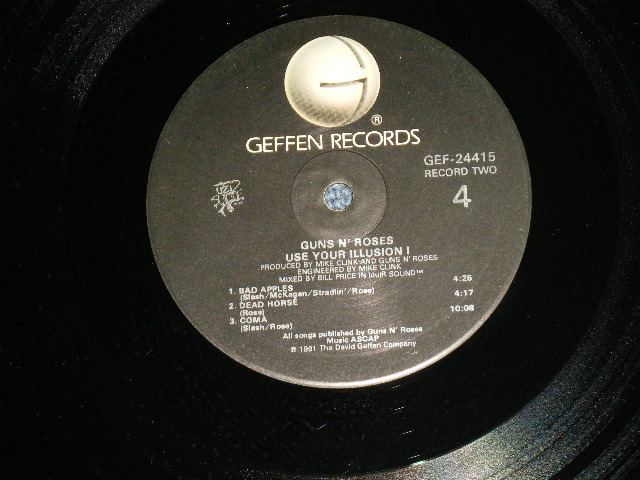 ®
GEFFEN RECORDS
GEF-24415
RECORD TWO
4
GUNS N' ROSES
USE YOUR ILLUSION I
PRODUCED BY MIKE CLINK AND GUNS N' ROSES
ENGINEERED BY MIKE CLINK
MIXED BY BILL PRICE IN SOUND™
1. BAD APPLES 4:25
(Slash/McKagan/Stradlin'/Rose)
2. DEAD HORSE 4:17
(Rose)
3. COMA 10:08
(Slash/Rose)
All songs published by Guns N' Roses
Music ASCAP
℗ 1991 The David Geffen Company